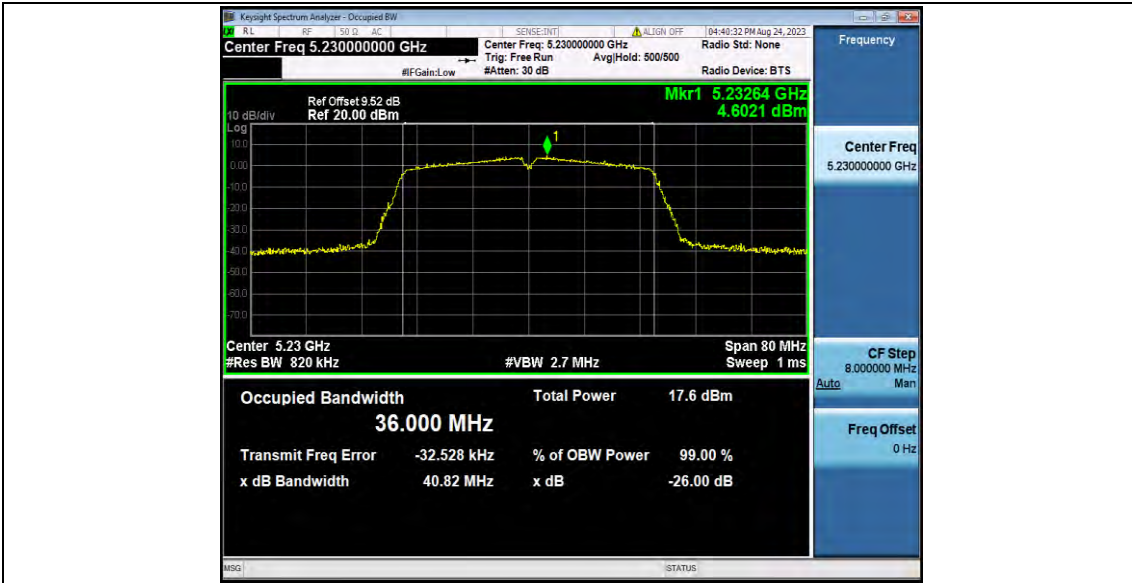 Keysight Spectrum Analyzer - Occupied BW
RL RF 50 Ω AC SENSE:INT ALIGN OFF 04:40:32 PM Aug 24, 2023
Center Freq 5.230000000 GHz
Center Freq: 5.230000000 GHz
Radio Std: None
Trig: Free Run Avg|Hold: 500/500
#IFGain:Low
#Atten: 30 dB
Radio Device: BTS
Frequency
Mkr1 5.23264 GHz
4.6021 dBm
Ref Offset 9.52 dB
10 dB/div Ref 20.00 dBm
Log
10.0
0.00
-10.0
-20.0
-30.0
-40.0
-50.0
-60.0
-70.0
1
Center 5.23 GHz Span 80 MHz
#Res BW 820 kHz #VBW 2.7 MHz Sweep 1 ms
Center Freq
5.230000000 GHz
CF Step
8.000000 MHz
Auto Man
Freq Offset
0 Hz
Occupied Bandwidth
36.000 MHz
Total Power 17.6 dBm
Transmit Freq Error -32.528 kHz % of OBW Power 99.00 %
x dB Bandwidth 40.82 MHz x dB -26.00 dB
MSG STATUS